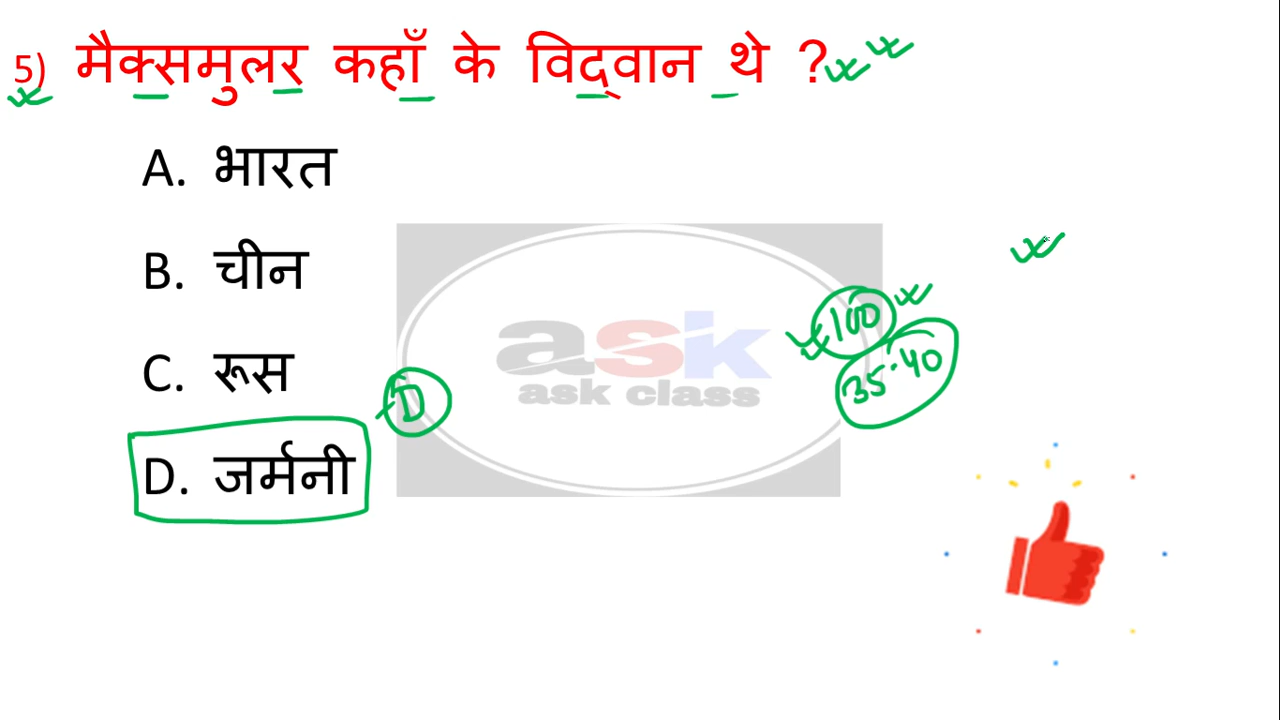 5) मैक्समुलर कहाँ के विद्वान थे ?
A. भारत
B. चीन
C. रूस
D. जर्मनी
D
ask
ask class
100
35-40